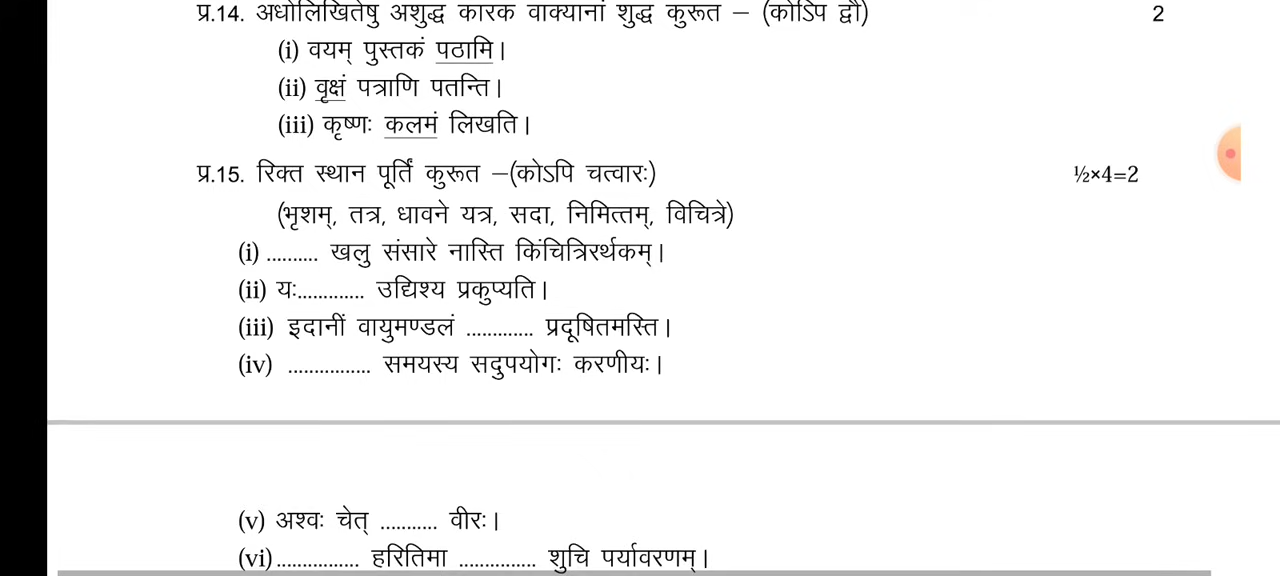 प्र.14. अधोलिखितेषु अशुद्ध कारक वाक्यानां शुद्ध कुरूत – (कोऽिप द्वौ) 2
(i) वयम् पुस्तकं पठामि।
(ii) वृक्षं पत्राणि पतन्ति।
(iii) कृष्णः कलमं लिखति।
प्र.15. रिक्त स्थान पूर्तिं कुरूत –(कोऽपि चत्वारः) ½×4=2
(भृशम्, तत्र, धावने यत्र, सदा, निमित्तम्, विचित्रे)
(i) .......... खलु संसारे नास्ति किंचित्रिरर्थकम्।
(ii) यः............. उद्यिश्य प्रकुप्यति।
(iii) इदानीं वायुमण्डलं ............. प्रदूषितमस्ति।
(iv) ................ समयस्य सदुपयोगः करणीयः।
(v) अश्वः चेत् ........... वीरः।
(vi)................ हरितिमा ............... शुचि पर्यावरणम्।